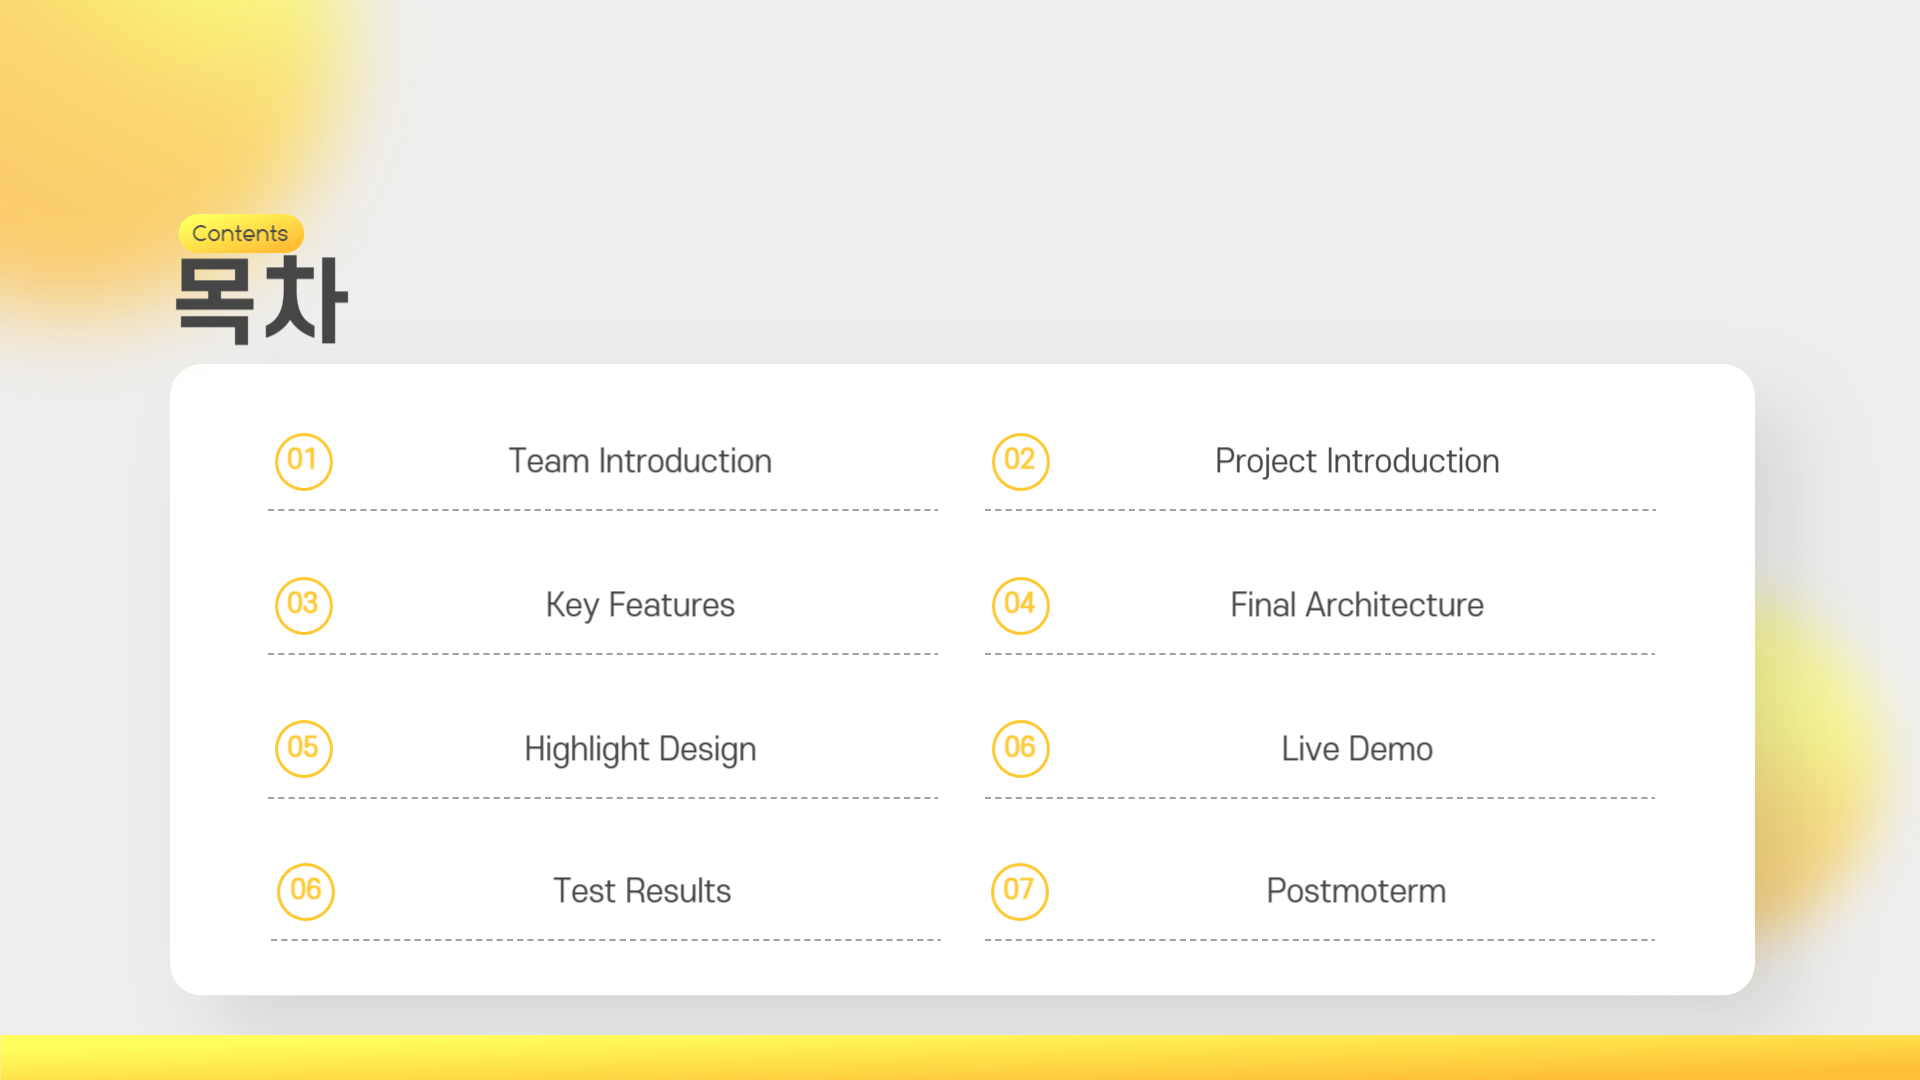 Contents
목차
01 Team Introduction
02 Project Introduction
03 Key Features
04 Final Architecture
05 Highlight Design
06 Live Demo
06 Test Results
07 Postmoterm